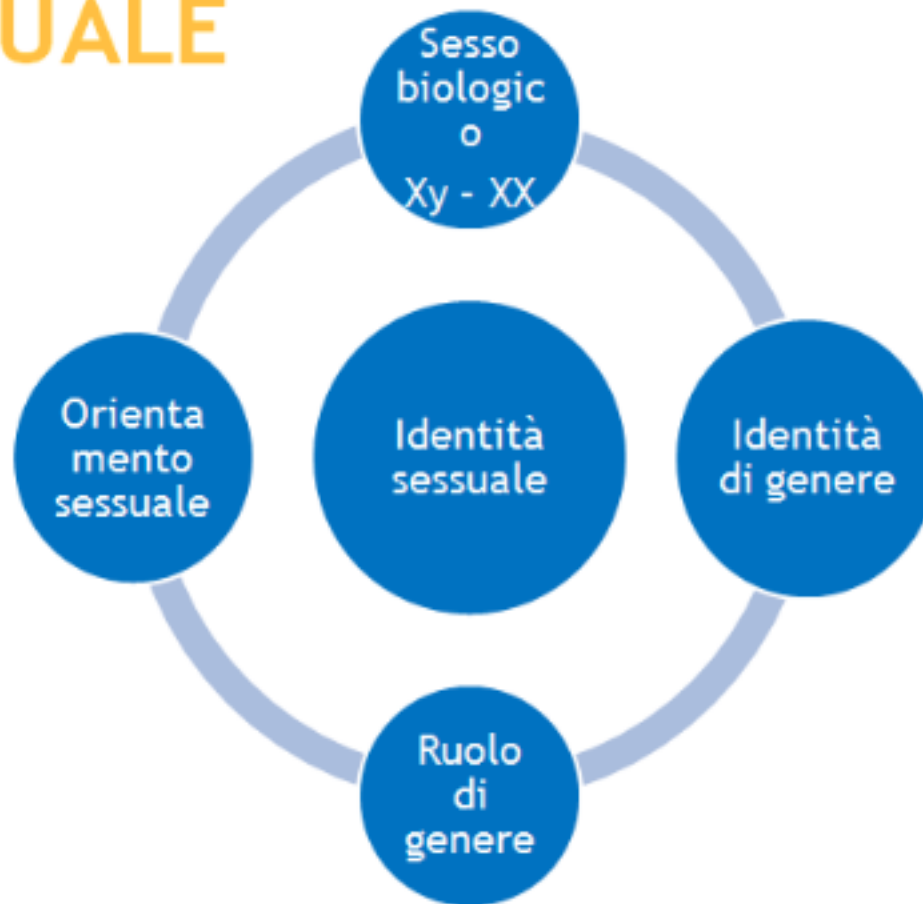 UALE
Sesso
biologic
o
Xy - XX
Orienta
mento
sessuale
Identità
sessuale
Identità
di genere
Ruolo
di
genere